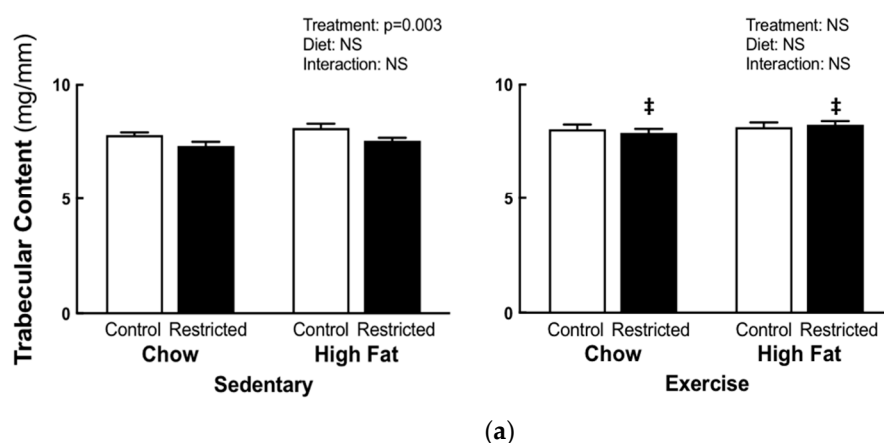 Treatment: p=0.003
Diet: NS
Interaction: NS
Trabecular Content (mg/mm)
10
5
0
Control Restricted Control Restricted
Chow High Fat
Sedentary
Treatment: NS
Diet: NS
Interaction: NS
10
5
0
‡ ‡
Control Restricted Control Restricted
Chow High Fat
Exercise
(a)